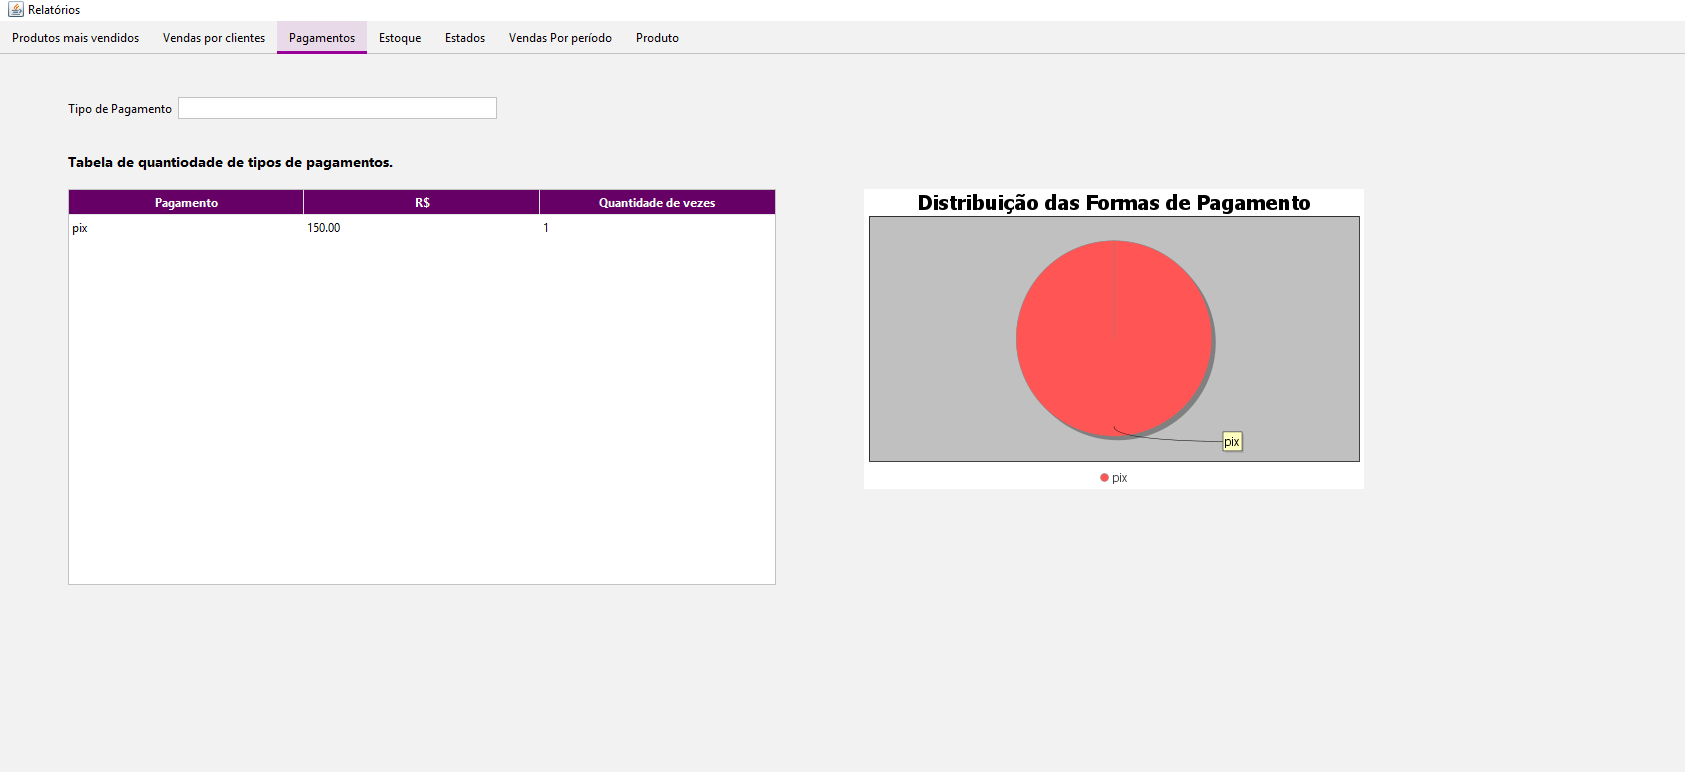 Relatórios
Produtos mais vendidos Vendas por clientes Pagamentos Estoque Estados Vendas Por período Produto
Tipo de Pagamento
Tabela de quantiodade de tipos de pagamentos.
Pagamento R$ Quantidade de vezes
pix 150.00 1
Distribuição das Formas de Pagamento
pix
pix